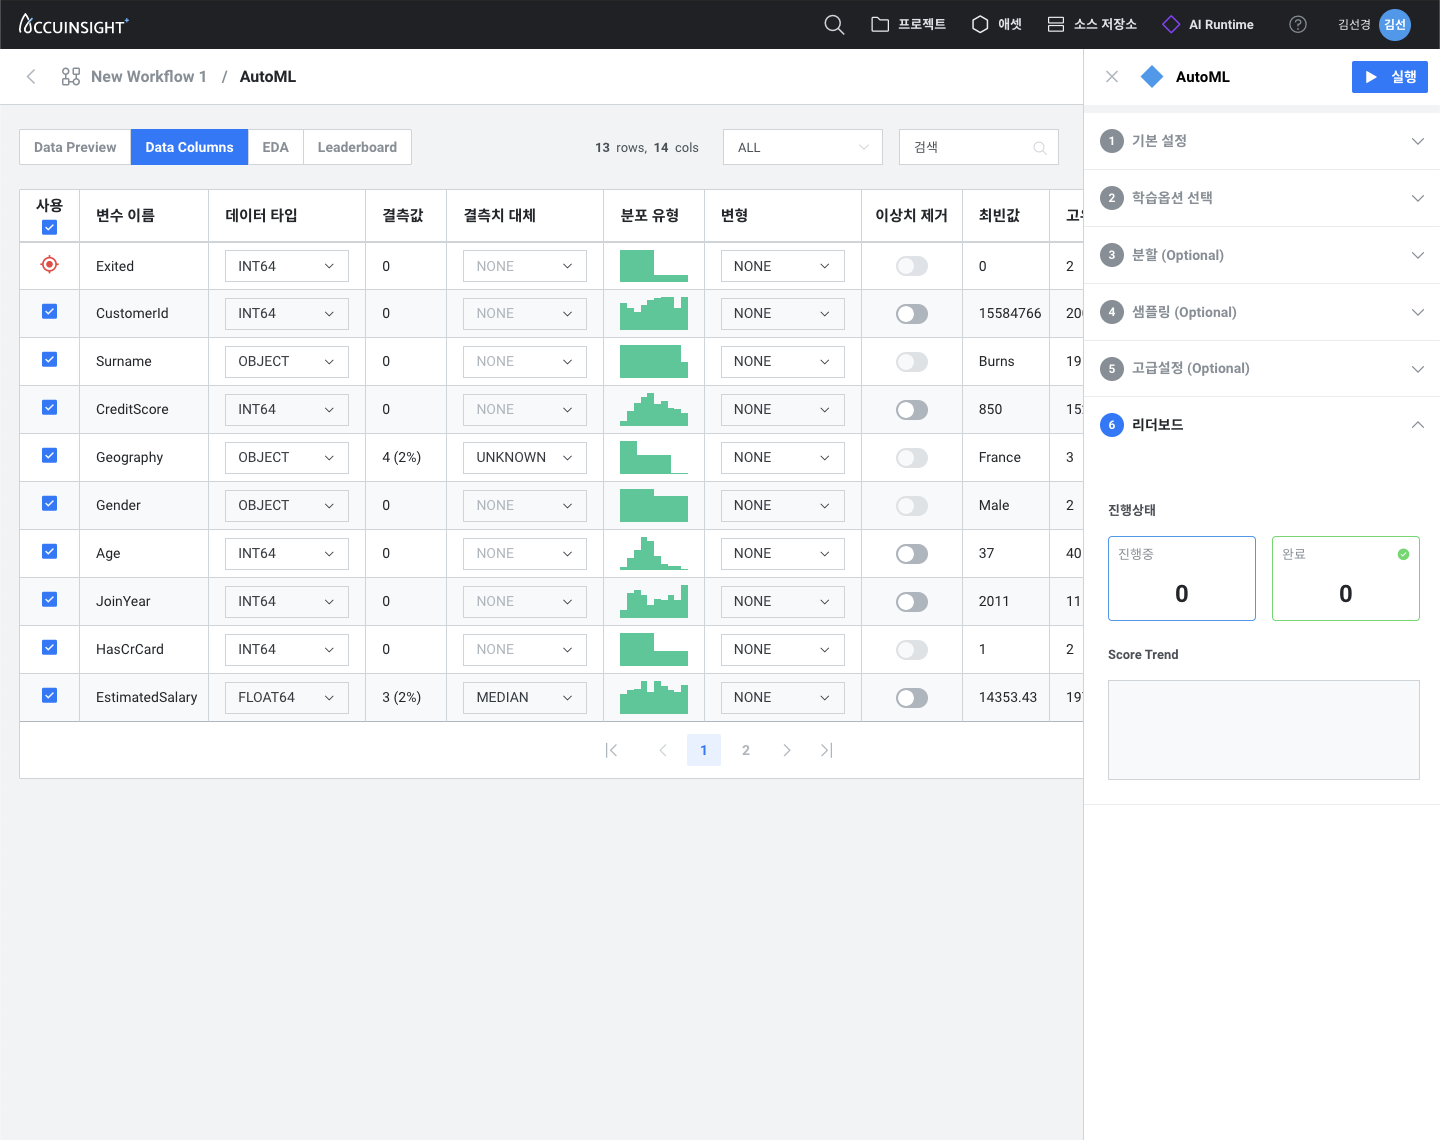 ACCUINSIGHT+
프로젝트
애셋
소스 저장소
AI Runtime
?
김선경
김선
New Workflow 1 / AutoML
AutoML
실행
Data Preview
Data Columns
EDA
Leaderboard
13 rows, 14 cols
ALL
검색
사용 변수 이름 데이터 타입 결측값 결측치 대체 분포 유형 변형 이상치 제거 최빈값
Exited INT64 0 NONE NONE 0 2
CustomerId INT64 0 NONE NONE 15584766
Surname OBJECT 0 NONE NONE Burns 19
CreditScore INT64 0 NONE NONE 850
Geography OBJECT 4 (2%) UNKNOWN NONE France 3
Gender OBJECT 0 NONE NONE Male 2
Age INT64 0 NONE NONE 37 40
JoinYear INT64 0 NONE NONE 2011 11
HasCrCard INT64 0 NONE NONE 1 2
EstimatedSalary FLOAT64 3 (2%) MEDIAN NONE 14353.43
1 2
1 기본 설정
2 학습옵션 선택
3 분할 (Optional)
4 샘플링 (Optional)
5 고급설정 (Optional)
6 리더보드
진행상태
진행중
0
완료
0
Score Trend